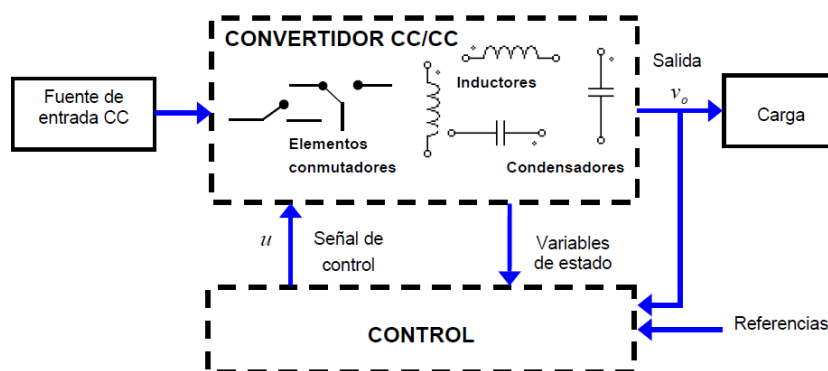 CONVERTIDOR CC/CC
Inductores
Elementos
conmutadores
Condensadores
Fuente de
entrada CC
Salida
v_o
Carga
u
Señal de
control
Variables
de estado
CONTROL
Referencias